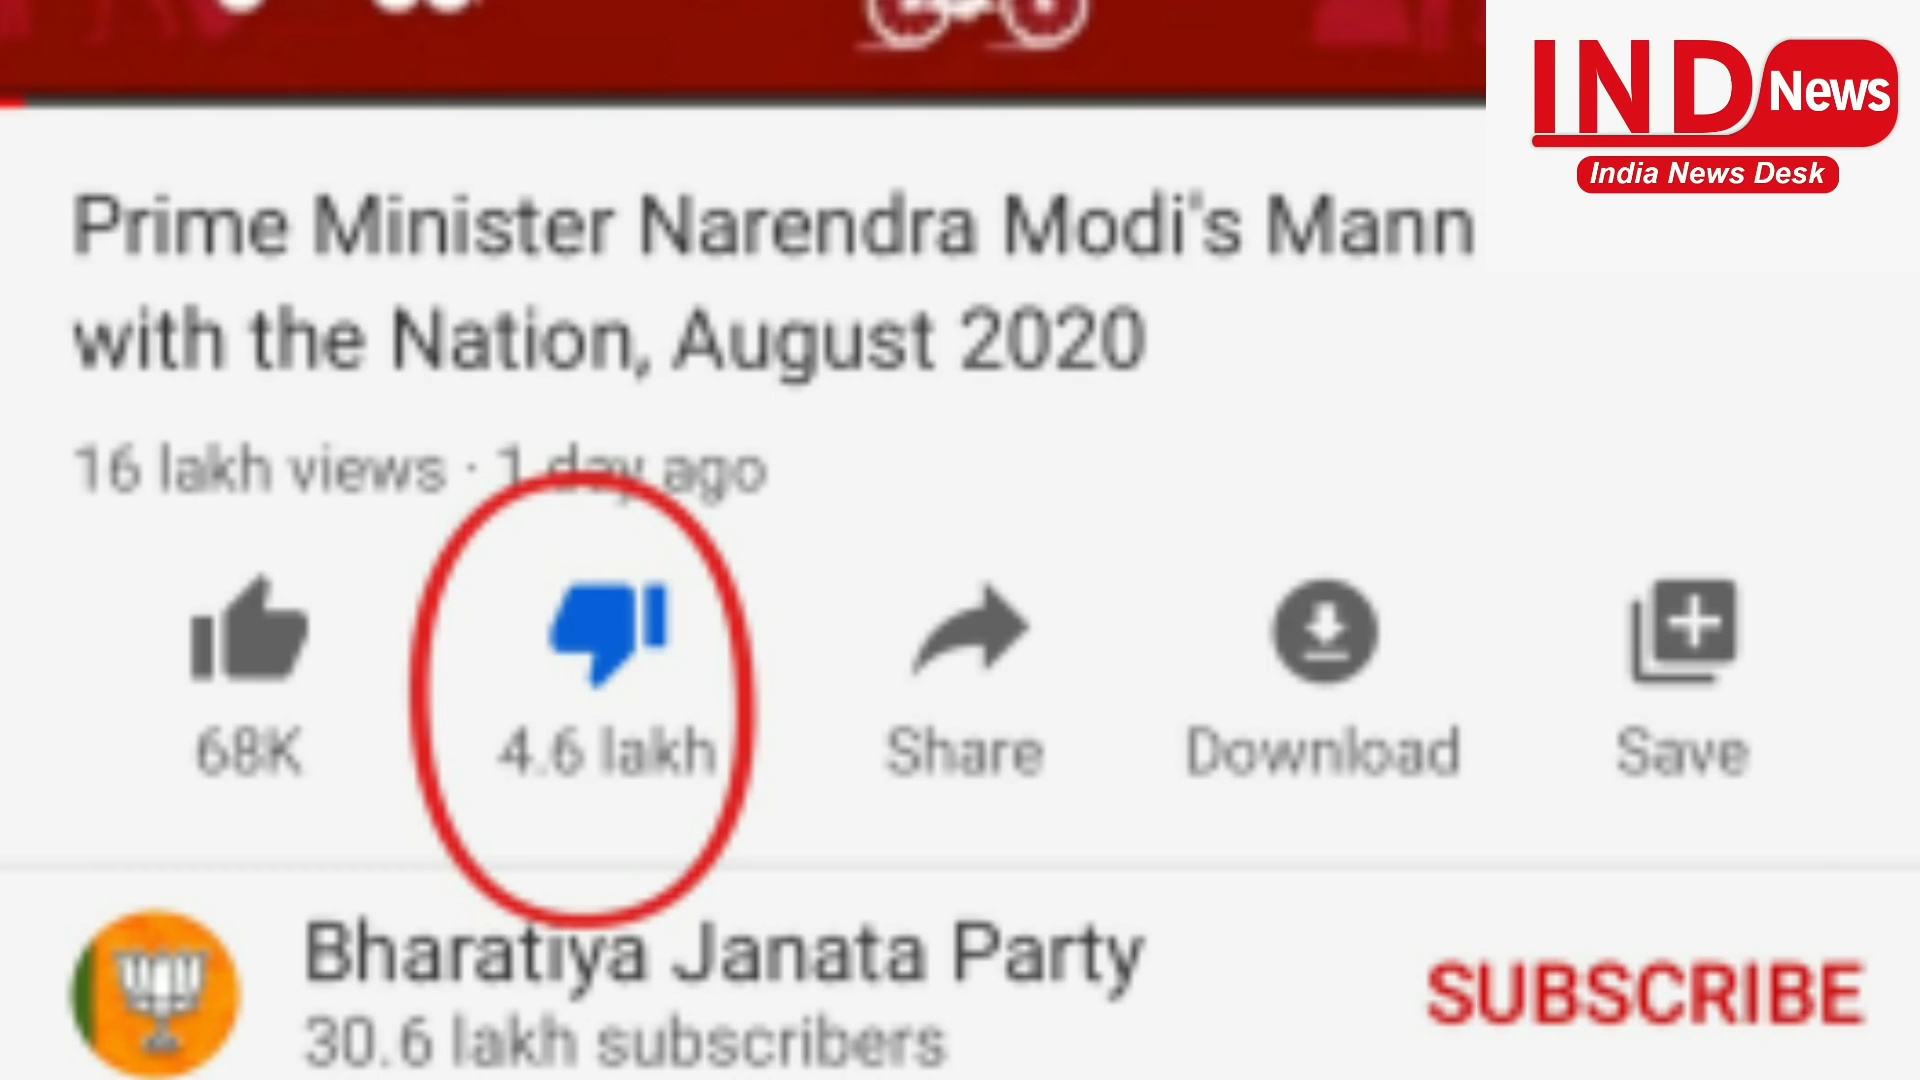 IND News
India News Desk
Prime Minister Narendra Modi's Mann
with the Nation, August 2020
16 lakh views · 1 day ago
68K
4.6 lakh
Share
Download
Save
Bharatiya Janata Party
30.6 lakh subscribers
SUBSCRIBE